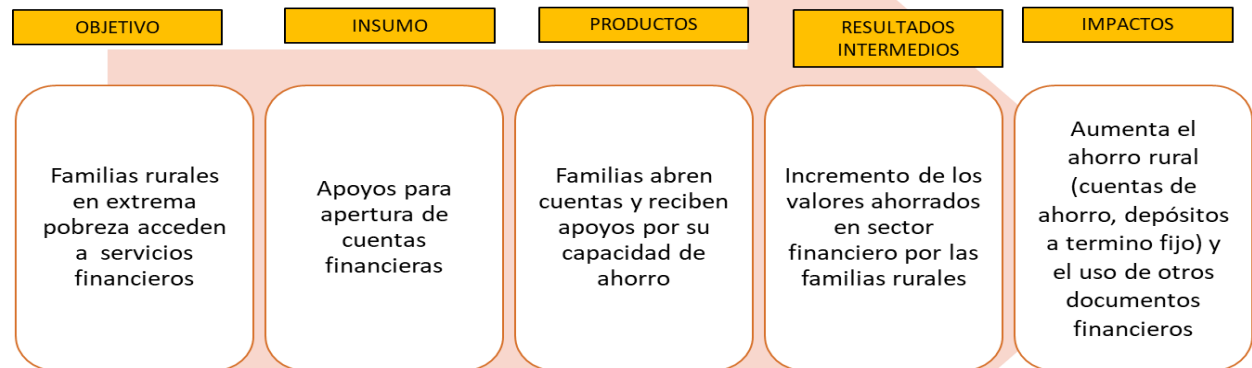 OBJETIVO
INSUMO
PRODUCTOS
RESULTADOS
INTERMEDIOS
IMPACTOS
Familias rurales
en extrema
pobreza acceden
a servicios
financieros
Apoyos para
apertura de
cuentas
financieras
Familias abren
cuentas y reciben
apoyos por su
capacidad de
ahorro
Incremento de los
valores ahorrados
en sector
financiero por las
familias rurales
Aumenta el
ahorro rural
(cuentas de
ahorro, depósitos
a termino fijo) y
el uso de otros
documentos
financieros